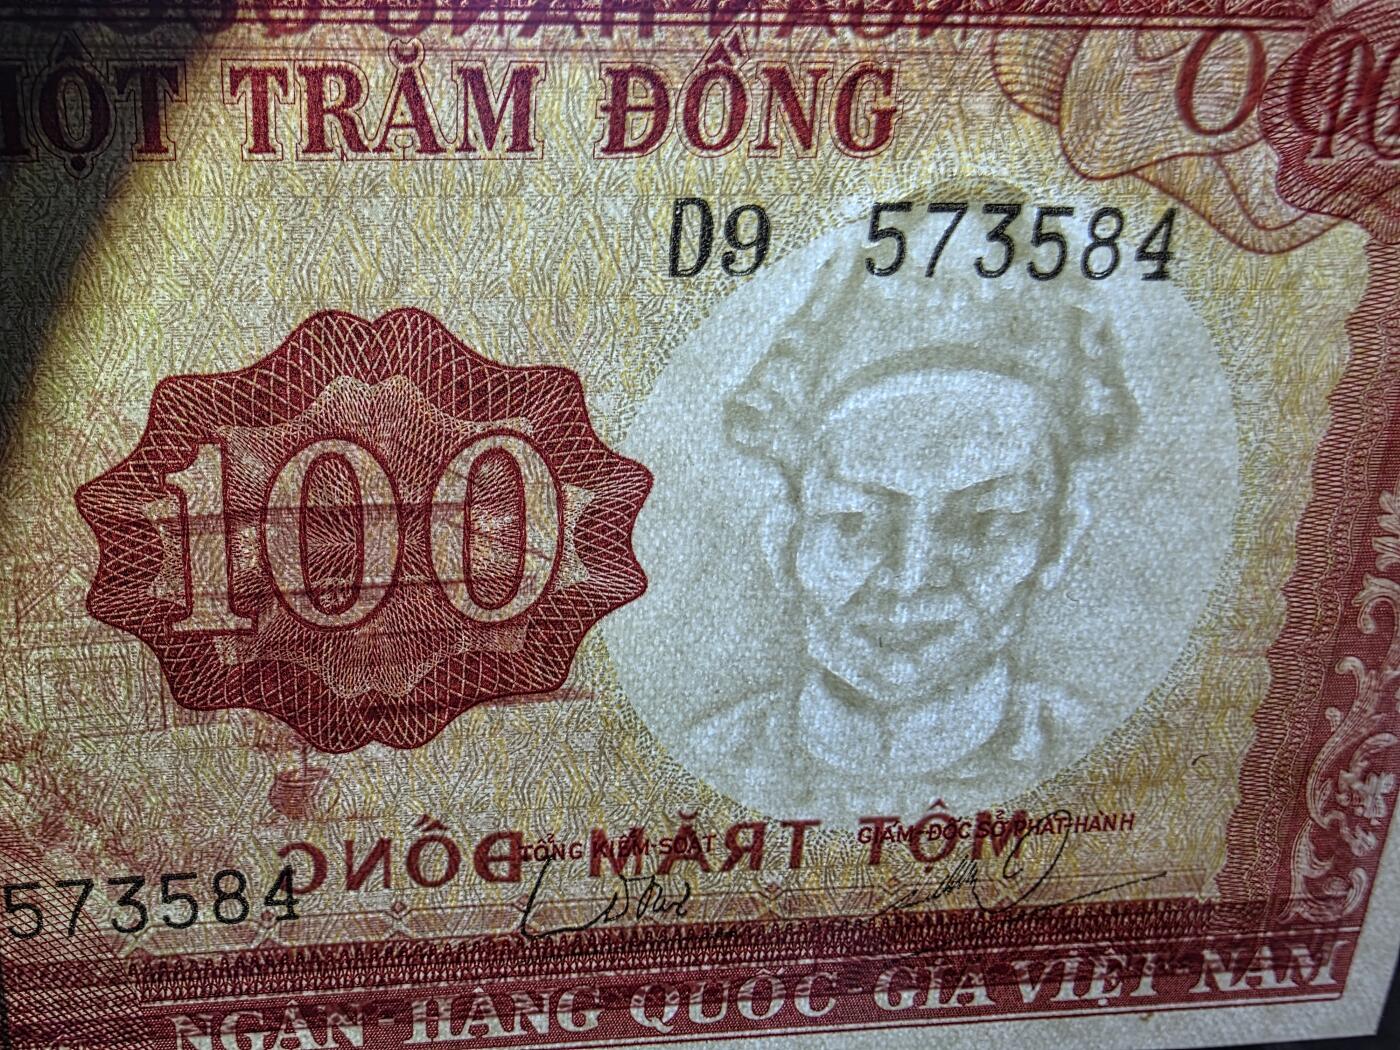 MỘT TRĂM ĐỒNG
D9 573584
100
MỘT TRĂM ĐỒNG
TỔNG KIỂM-SOÁT
GIÁM-ĐỐC SỞ PHÁT-HÀNH
573584
NGÂN-HÀNG QUỐC GIA VIỆT-NAM